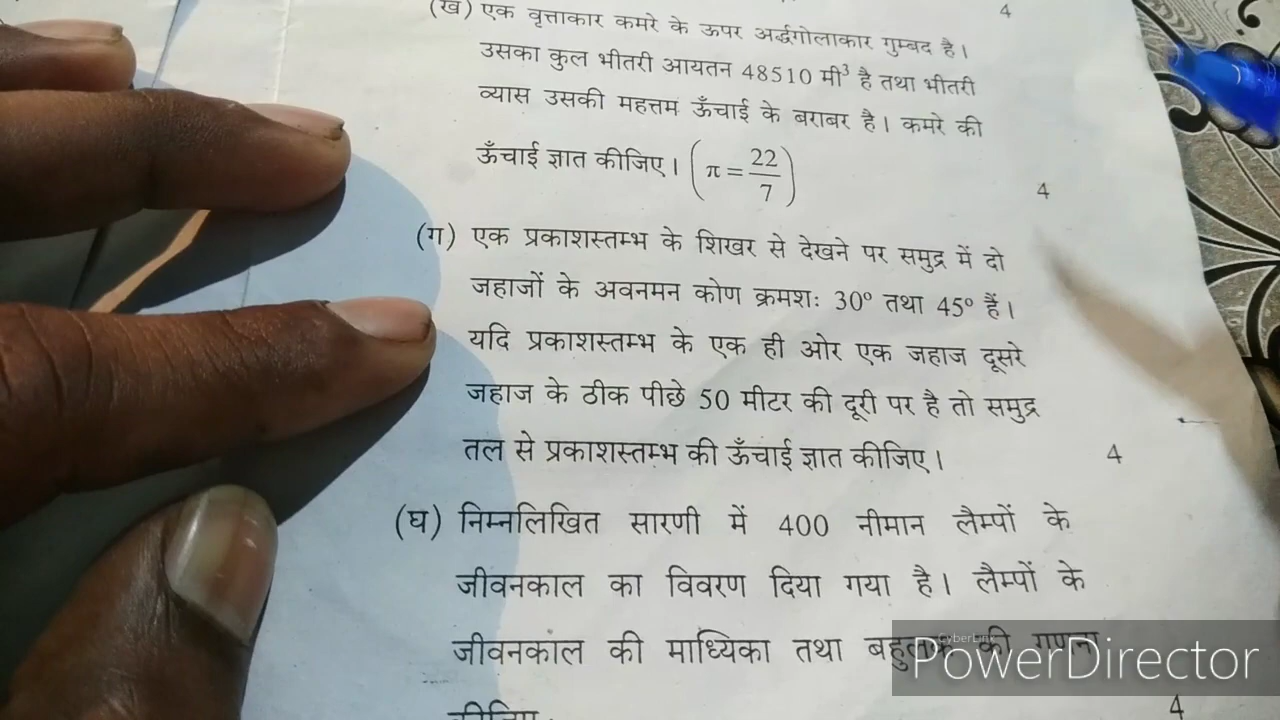 (ख) एक वृत्ताकार कमरे के ऊपर अर्द्धगोलाकार गुम्बद है। 4
उसका कुल भीतरी आयतन 48510 मी³ है तथा भीतरी
व्यास उसकी महत्तम ऊँचाई के बराबर है। कमरे की
ऊँचाई ज्ञात कीजिए। (π = 22/7) 4
(ग) एक प्रकाशस्तम्भ के शिखर से देखने पर समुद्र में दो
जहाजों के अवनमन कोण क्रमशः 30° तथा 45° हैं।
यदि प्रकाशस्तम्भ के एक ही ओर एक जहाज दूसरे
जहाज के ठीक पीछे 50 मीटर की दूरी पर है तो समुद्र
तल से प्रकाशस्तम्भ की ऊँचाई ज्ञात कीजिए। 4
(घ) निम्नलिखित सारणी में 400 नीमान लैम्पों के
जीवनकाल का विवरण दिया गया है। लैम्पों के
जीवनकाल की माध्यिका तथा बहुलक की गणना
CyberLink
PowerDirector
कीजिए 4